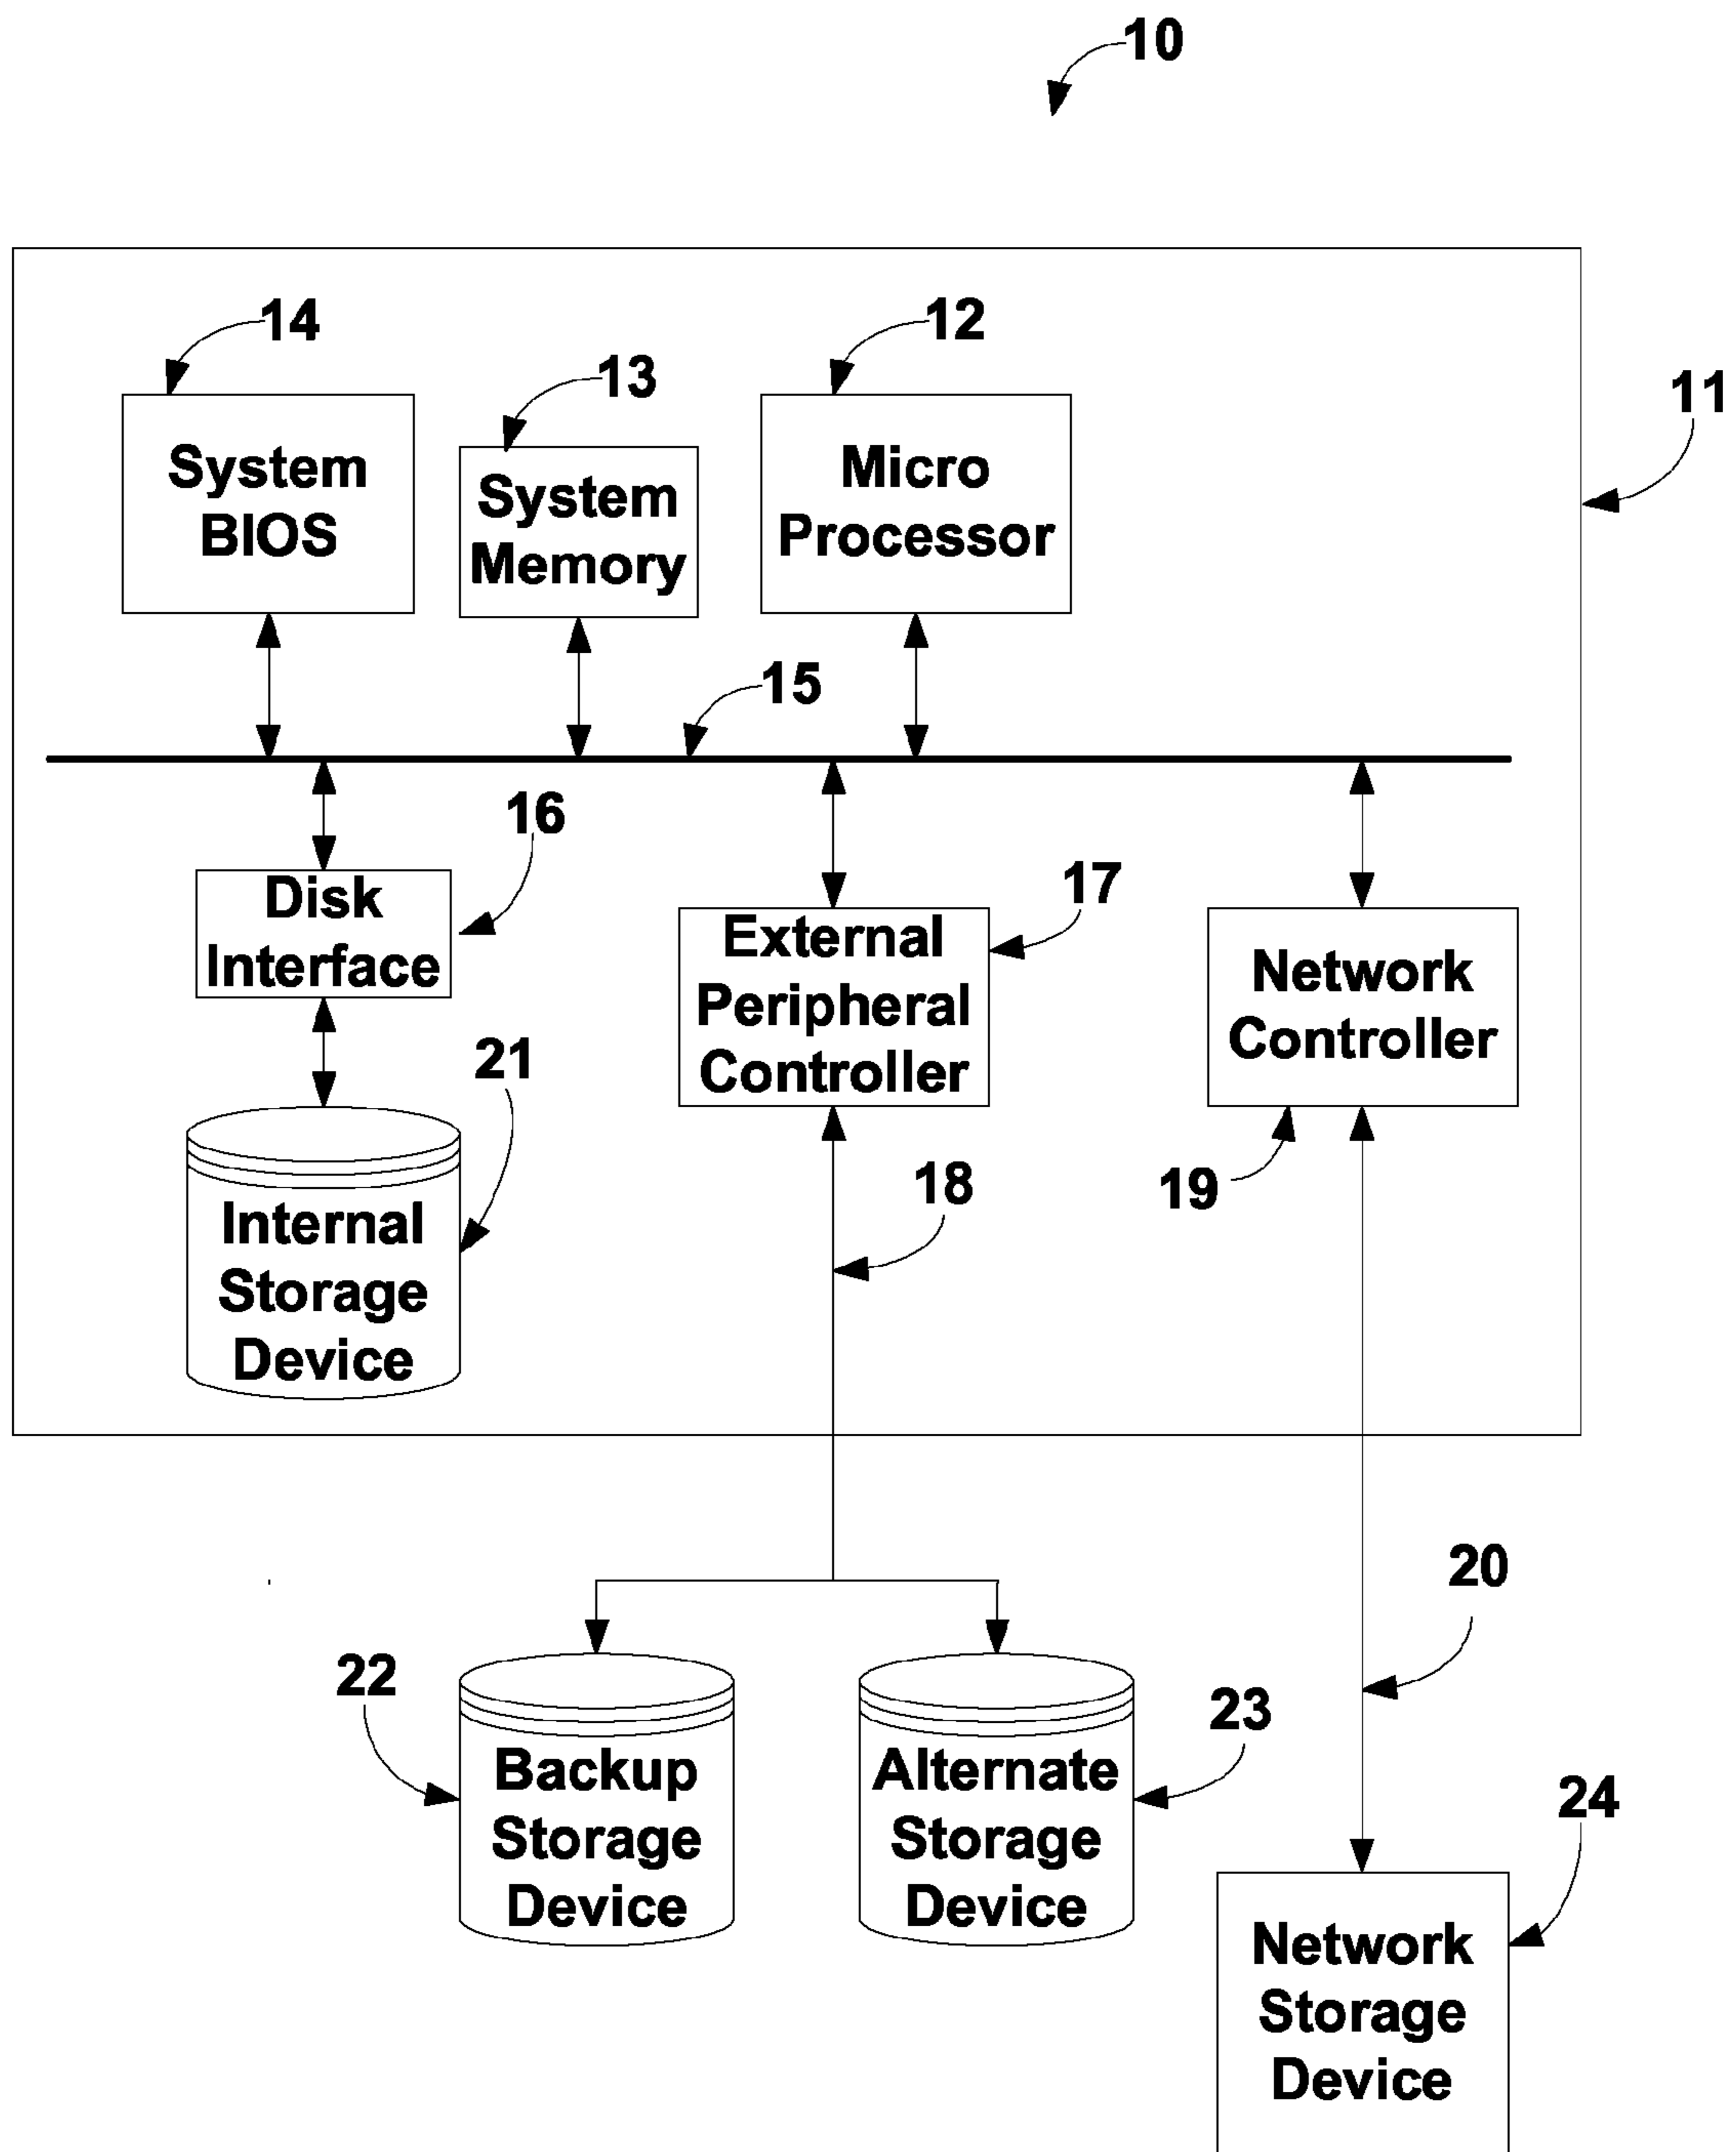 10
14
12
13
11
System
BIOS
System
Memory
Micro
Processor
15
16
17
Disk
Interface
External
Peripheral
Controller
Network
Controller
21
18
19
Internal
Storage
Device
20
22
23
24
Backup
Storage
Device
Alternate
Storage
Device
Network
Storage
Device